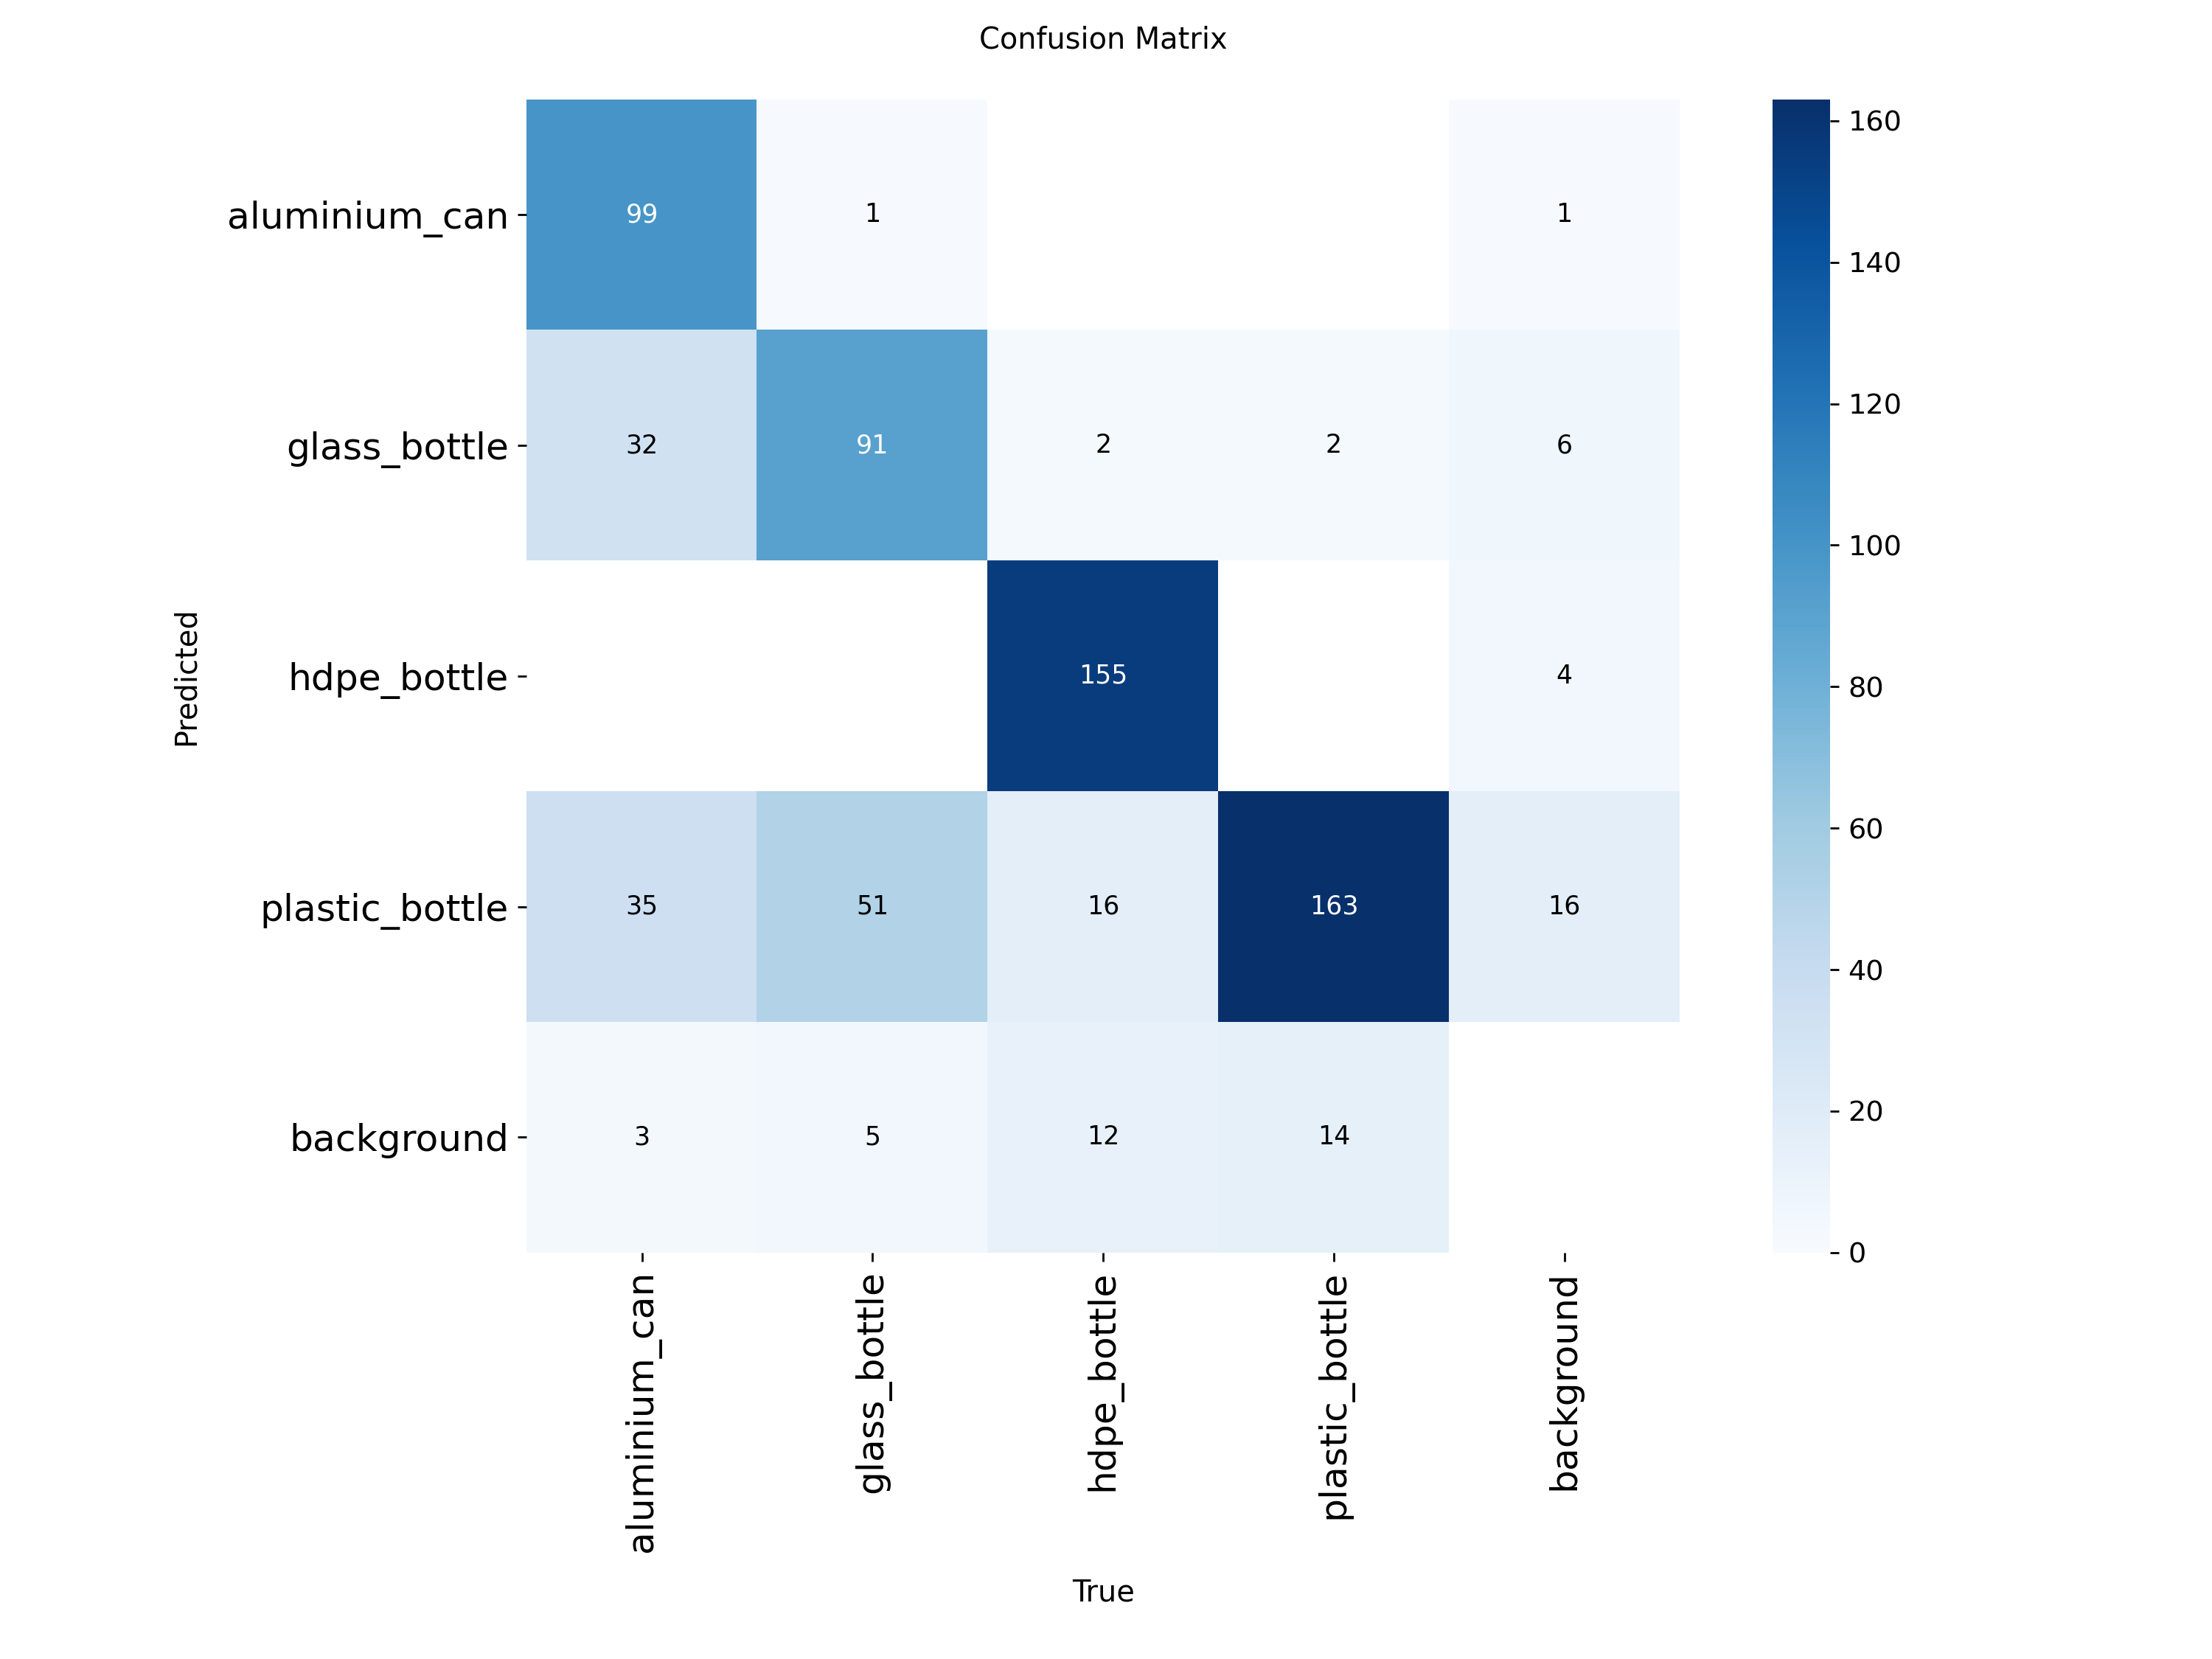 Confusion Matrix
aluminium_can 99 1 1
glass_bottle 32 91 2 2 6
hdpe_bottle 155 4
plastic_bottle 35 51 16 163 16
background 3 5 12 14
Predicted
aluminium_can
glass_bottle
hdpe_bottle
plastic_bottle
background
True
160
140
120
100
80
60
40
20
0